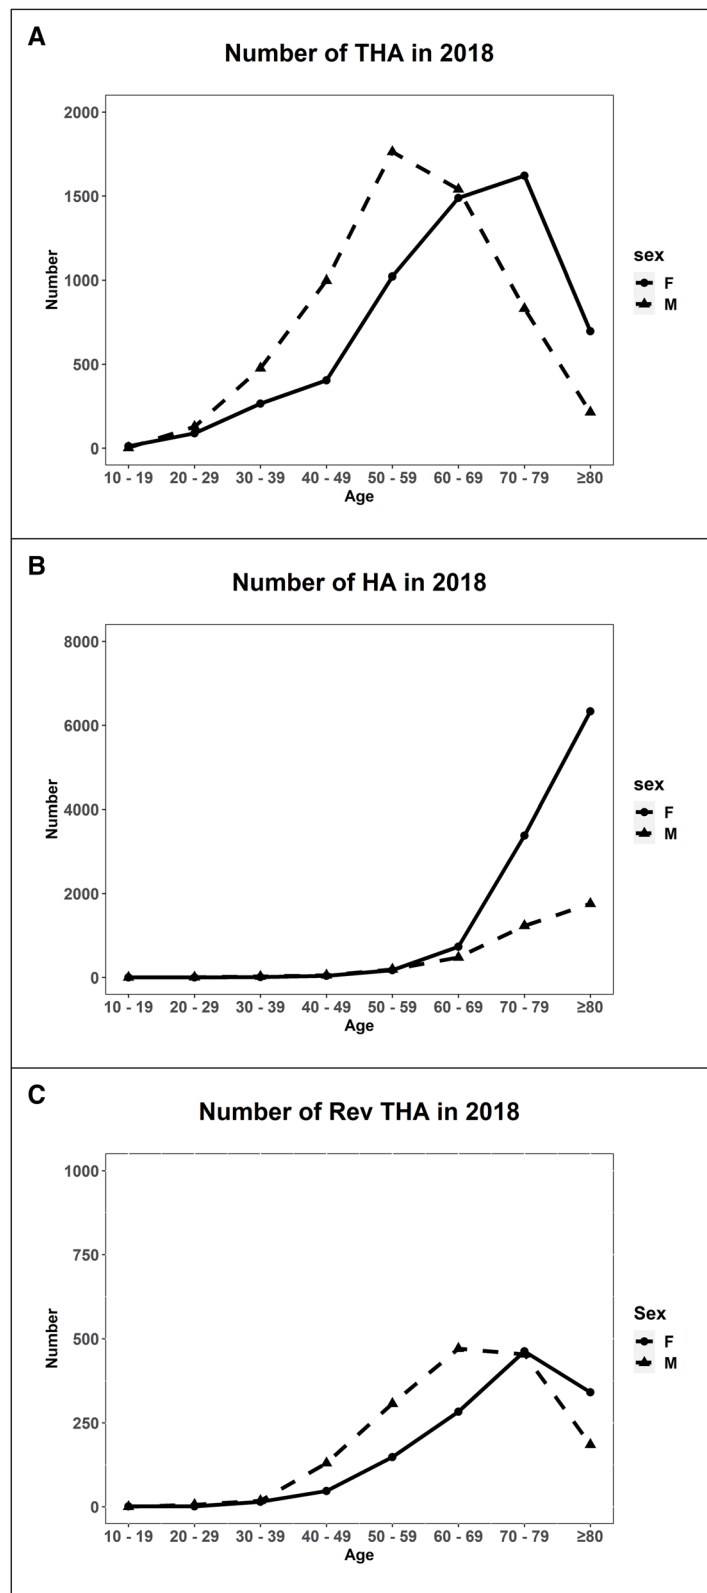 A
Number of THA in 2018
2000
1500
1000
500
0
Number
10 - 19 20 - 29 30 - 39 40 - 49 50 - 59 60 - 69 70 - 79 ≥80
Age
sex
F
M
B
Number of HA in 2018
8000
6000
4000
2000
0
Number
10 - 19 20 - 29 30 - 39 40 - 49 50 - 59 60 - 69 70 - 79 ≥80
Age
sex
F
M
C
Number of Rev THA in 2018
1000
750
500
250
0
Number
10 - 19 20 - 29 30 - 39 40 - 49 50 - 59 60 - 69 70 - 79 ≥80
Age
Sex
F
M